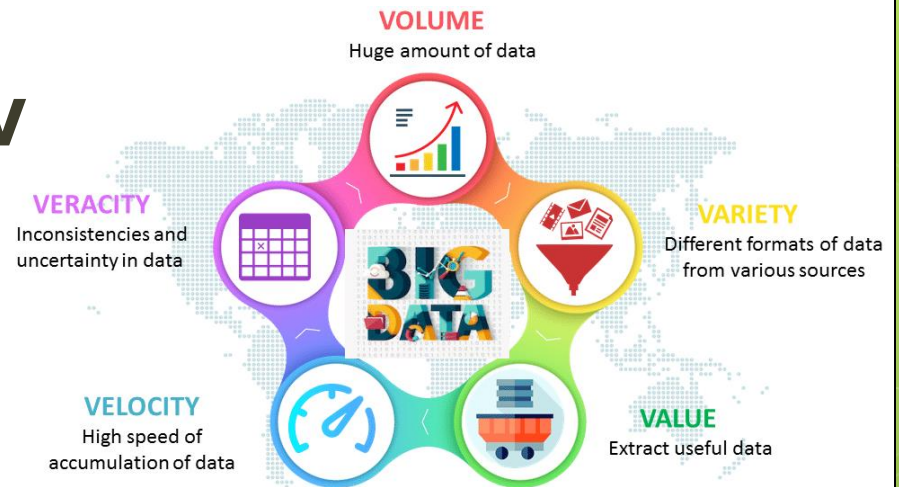 VOLUME
Huge amount of data
V
VERACITY
Inconsistencies and
uncertainty in data
VARIETY
Different formats of data
from various sources
BIG
DATA
VELOCITY
High speed of
accumulation of data
VALUE
Extract useful data